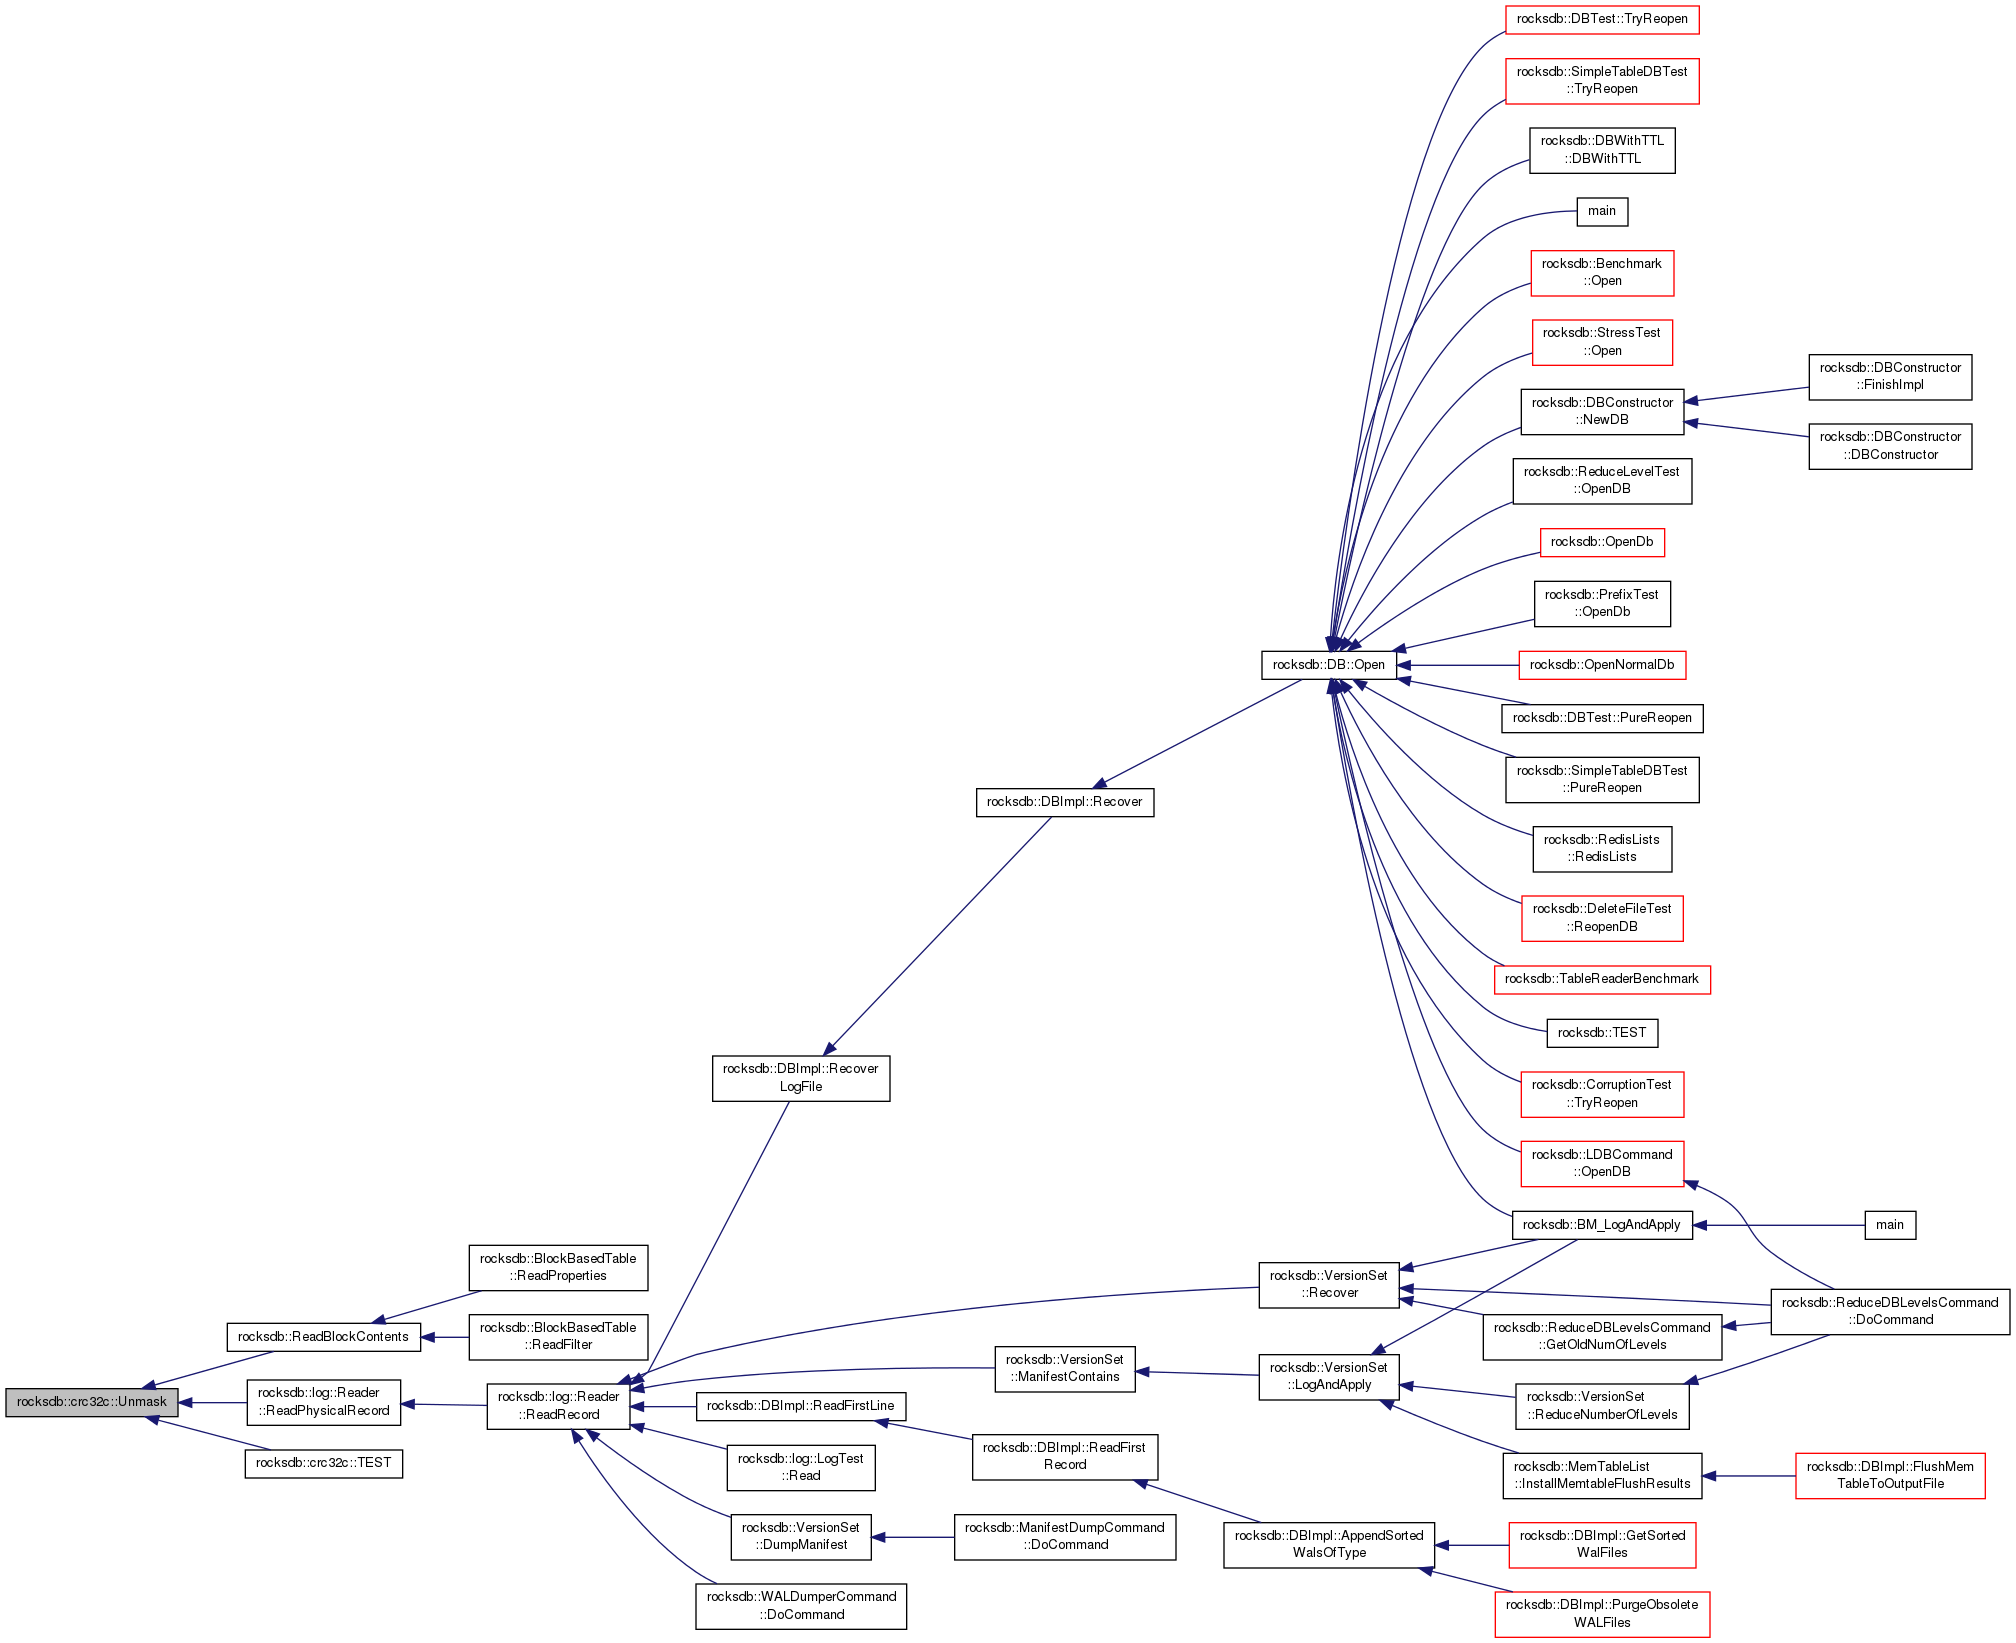 rocksdb::DBTest::TryReopen
rocksdb::SimpleTableDBTest
::TryReopen
rocksdb::DBWithTTL
::DBWithTTL
main
rocksdb::Benchmark
::Open
rocksdb::StressTest
::Open
rocksdb::DBConstructor
::FinishImpl
rocksdb::DBConstructor
::NewDB
rocksdb::DBConstructor
::DBConstructor
rocksdb::ReduceLevelTest
::OpenDB
rocksdb::OpenDb
rocksdb::PrefixTest
::OpenDb
rocksdb::DB::Open
rocksdb::OpenNormalDb
rocksdb::DBTest::PureReopen
rocksdb::SimpleTableDBTest
::PureReopen
rocksdb::DBImpl::Recover
rocksdb::RedisLists
::RedisLists
rocksdb::DeleteFileTest
::ReopenDB
rocksdb::TableReaderBenchmark
rocksdb::TEST
rocksdb::DBImpl::Recover
LogFile
rocksdb::CorruptionTest
::TryReopen
rocksdb::LDBCommand
::OpenDB
rocksdb::BM_LogAndApply
main
rocksdb::BlockBasedTable
::ReadProperties
rocksdb::VersionSet
::Recover
rocksdb::ReduceDBLevelsCommand
::DoCommand
rocksdb::ReadBlockContents
rocksdb::BlockBasedTable
::ReadFilter
rocksdb::ReduceDBLevelsCommand
::GetOldNumOfLevels
rocksdb::VersionSet
::ManifestContains
rocksdb::VersionSet
::LogAndApply
rocksdb::crc32c::Unmask
rocksdb::log::Reader
::ReadPhysicalRecord
rocksdb::log::Reader
::ReadRecord
rocksdb::DBImpl::ReadFirstLine
rocksdb::VersionSet
::ReduceNumberOfLevels
rocksdb::crc32c::TEST
rocksdb::log::LogTest
::Read
rocksdb::DBImpl::ReadFirst
Record
rocksdb::MemTableList
::InstallMemtableFlushResults
rocksdb::DBImpl::FlushMem
TableToOutputFile
rocksdb::VersionSet
::DumpManifest
rocksdb::ManifestDumpCommand
::DoCommand
rocksdb::DBImpl::AppendSorted
WalsOfType
rocksdb::DBImpl::GetSorted
WalFiles
rocksdb::WALDumperCommand
::DoCommand
rocksdb::DBImpl::PurgeObsolete
WALFiles